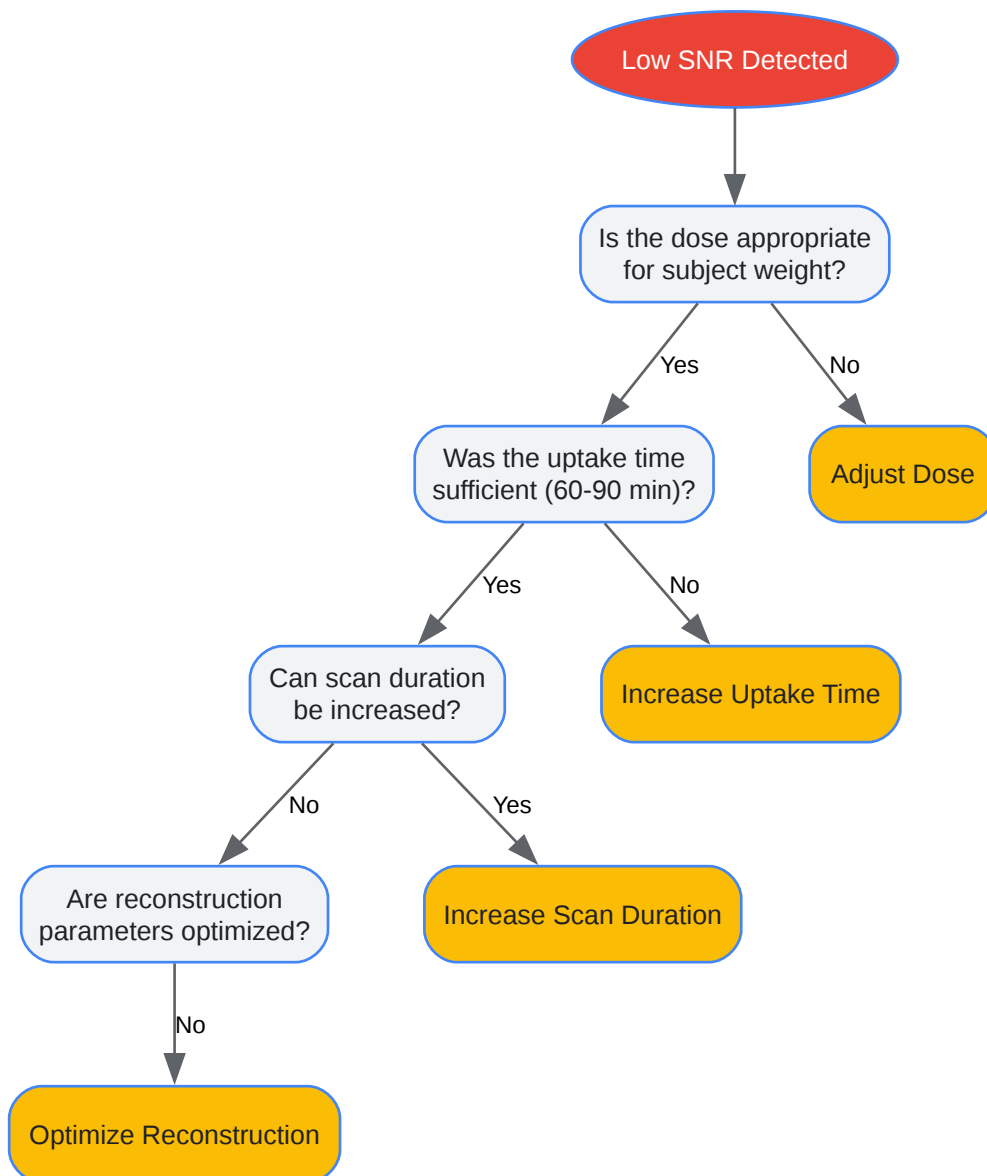 Low SNR Detected
Is the dose appropriate
for subject weight?
Yes
No
Was the uptake time
sufficient (60-90 min)?
Adjust Dose
Yes
No
Can scan duration
be increased?
Increase Uptake Time
No
Yes
Are reconstruction
parameters optimized?
Increase Scan Duration
No
Optimize Reconstruction